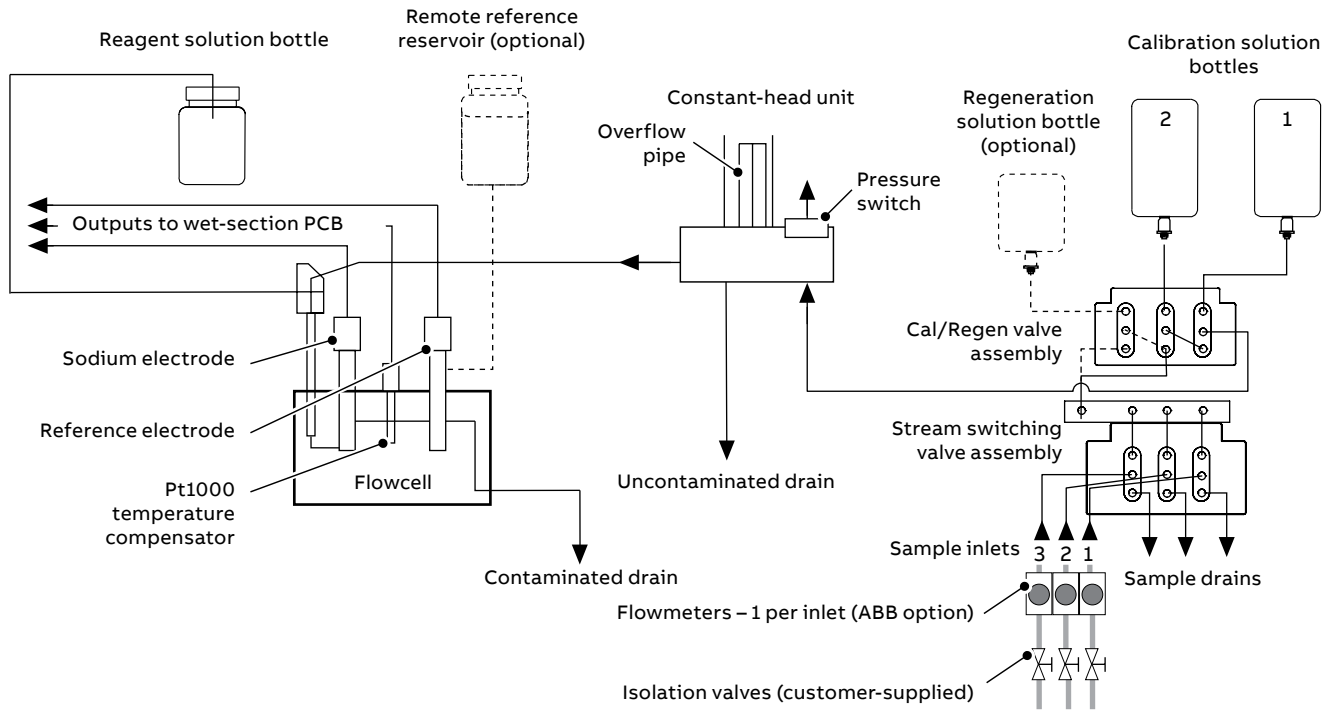 Remote reference
reservoir (optional)
Reagent solution bottle
Calibration solution
bottles
Constant-head unit
Regeneration
solution bottle
(optional)
2
1
Overflow
pipe
Pressure
switch
Outputs to wet-section PCB
Cal/Regen valve
assembly
Sodium electrode
Reference electrode
Stream switching
valve assembly
Pt1000
temperature
compensator
Flowcell
Uncontaminated drain
Contaminated drain
Sample inlets
3 2 1
Sample drains
Flowmeters – 1 per inlet (ABB option)
Isolation valves (customer-supplied)